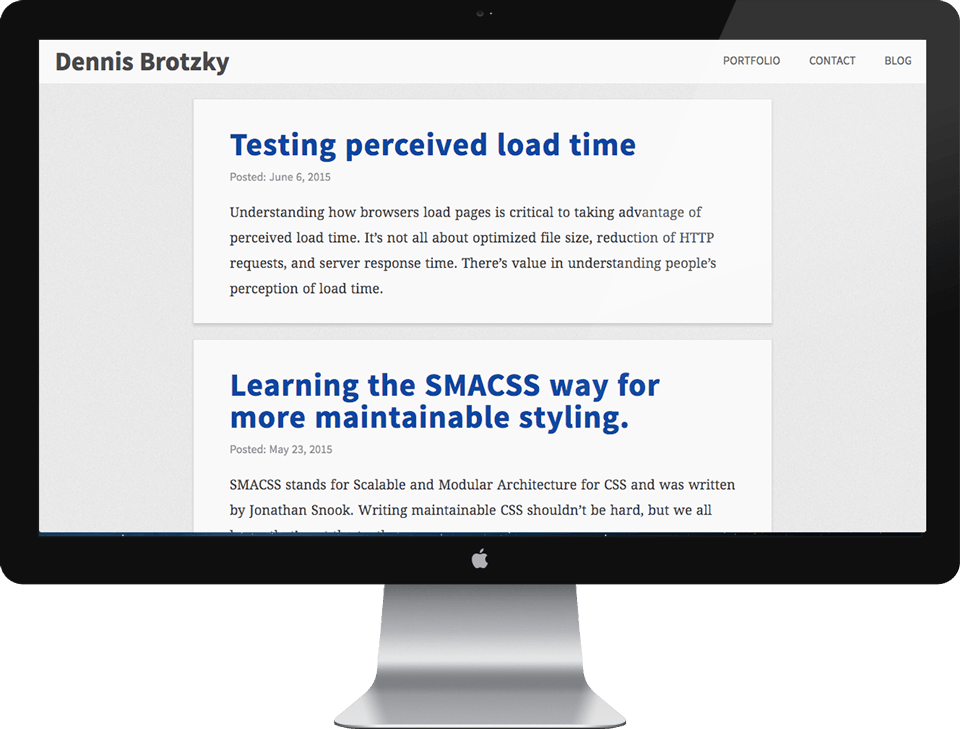 Dennis Brotzky
PORTFOLIO CONTACT BLOG
Testing perceived load time
Posted: June 6, 2015
Understanding how browsers load pages is critical to taking advantage of
perceived load time. It’s not all about optimized file size, reduction of HTTP
requests, and server response time. There’s value in understanding people’s
perception of load time.
Learning the SMACSS way for
more maintainable styling.
Posted: May 23, 2015
SMACSS stands for Scalable and Modular Architecture for CSS and was written
by Jonathan Snook. Writing maintainable CSS shouldn’t be hard, but we all